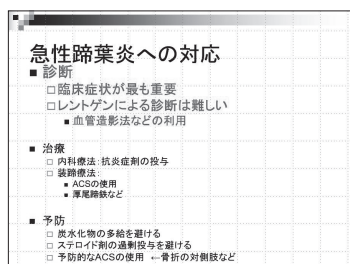 急性蹄葉炎への対応
■ 診断
□臨床症状が最も重要
□レントゲンによる診断は難しい
■ 血管造影法などの利用
■ 治療
□ 内科療法：抗炎症剤の投与
□ 装蹄療法：
■ ACSの使用
■ 厚尾蹄鉄など
■ 予防
□ 炭水化物の多給を避ける
□ ステロイド剤の過剰投与を避ける
□ 予防的なACSの使用 ←骨折の対側肢など